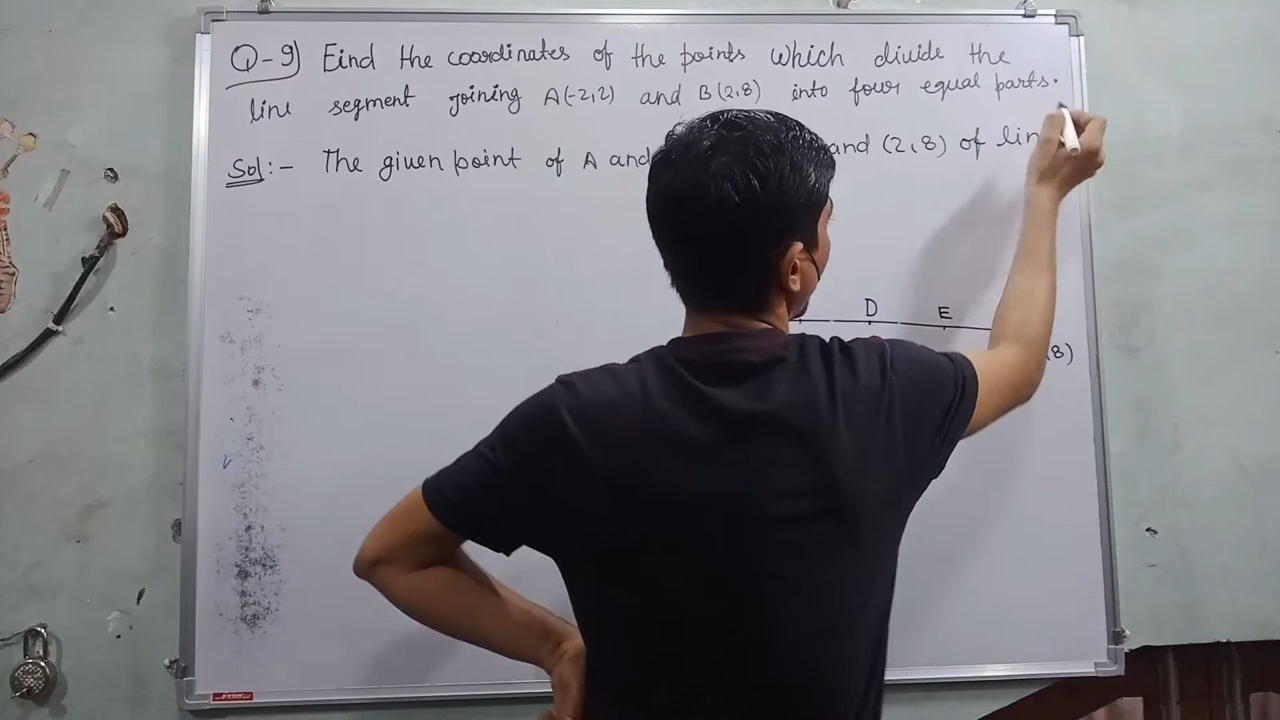 Q-9) Find the coordinates of the points which divide the
line segment joining A(-2,2) and B(2,8) into four equal parts.
Sol:- The given point of A and and (2,8) of lin
D E
,8)